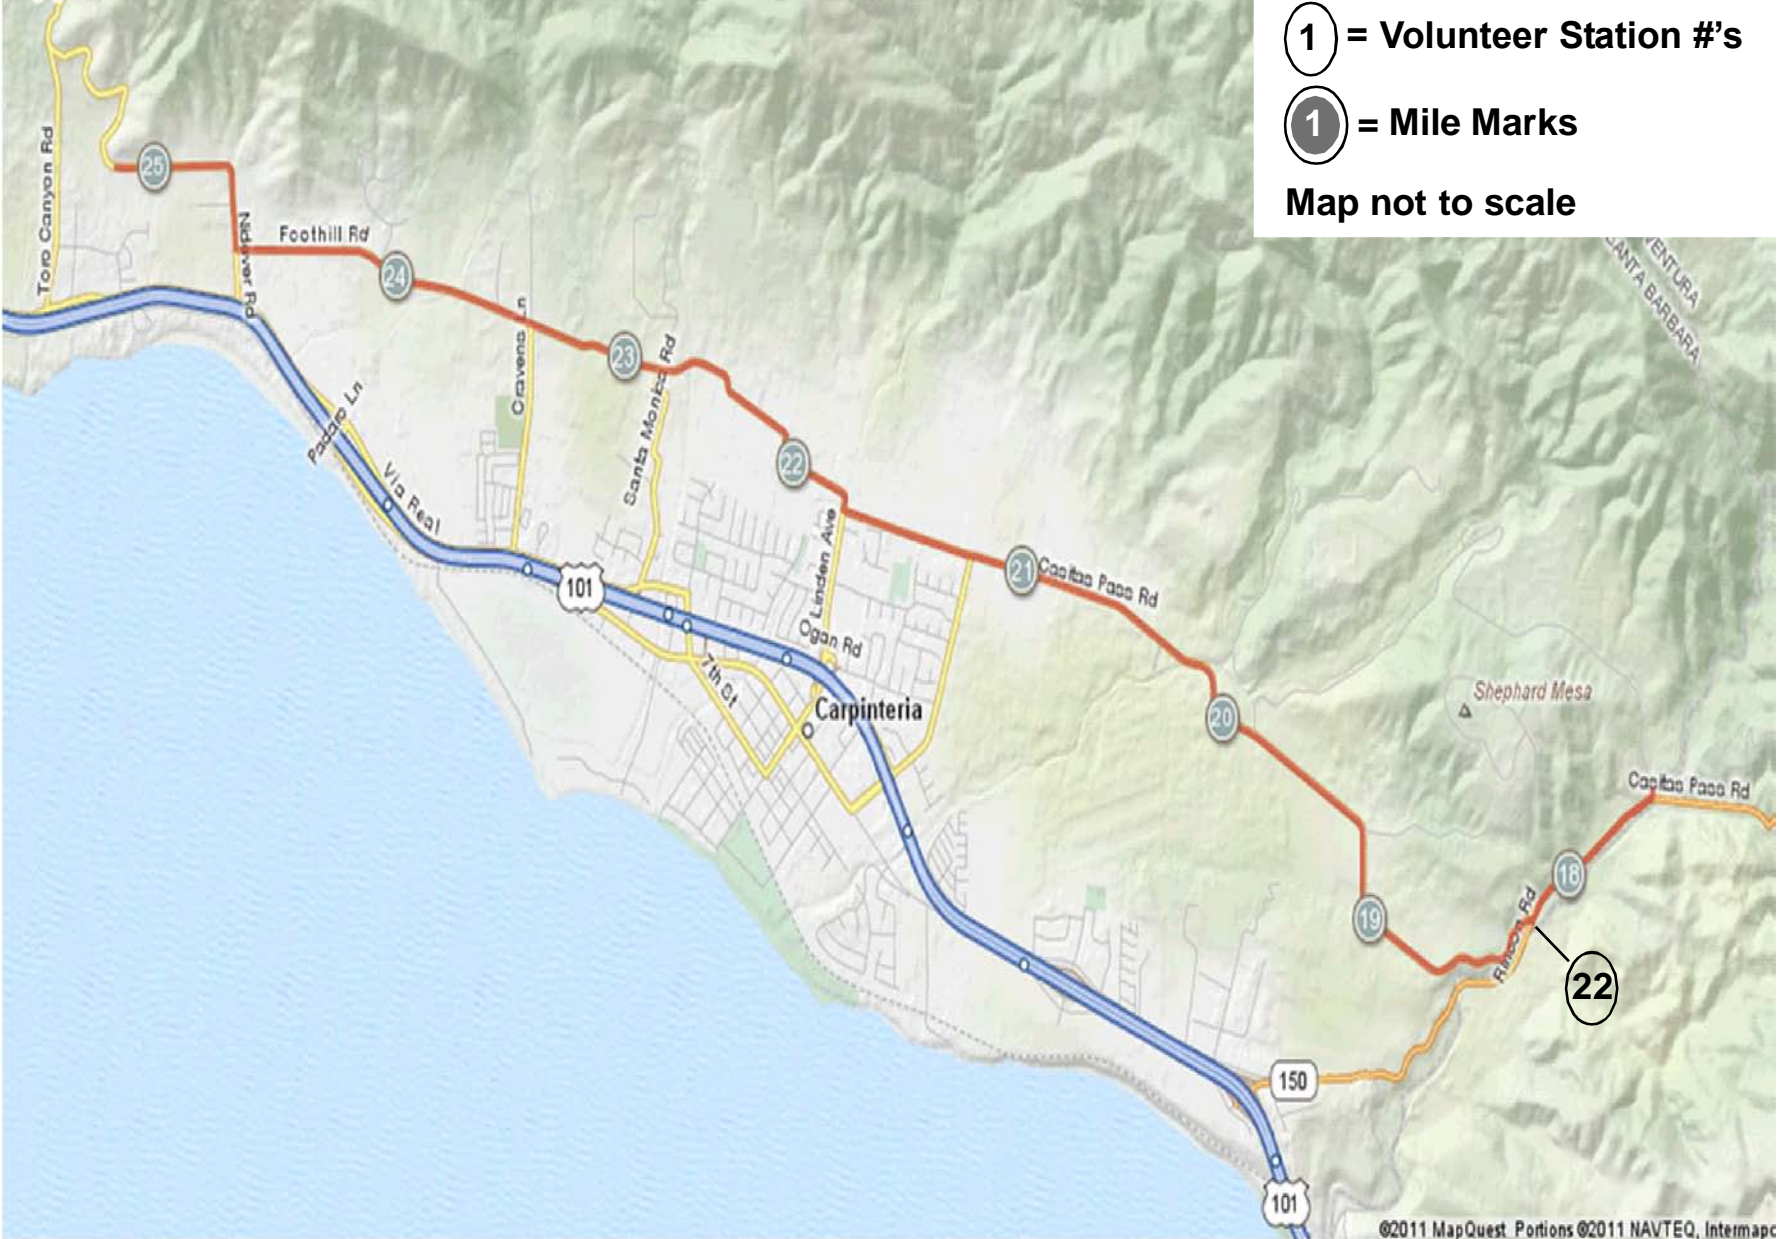 1 = Volunteer Station #'s
1 = Mile Marks
Map not to scale
VENTURA
SANTA BARBARA
Toro Canyon Rd
25
Nidever Rd
Foothill Rd
24
Cravens Ln
23
Santa Monica Rd
Padaro Ln
Via Real
22
Linden Ave
21
Casitas Pass Rd
101
Ogan Rd
7th St
Carpinteria
20
Shephard Mesa
Casitas Pass Rd
18
19
Rincon Rd
22
150
101
©2011 MapQuest Portions ©2011 NAVTEQ, Intermap